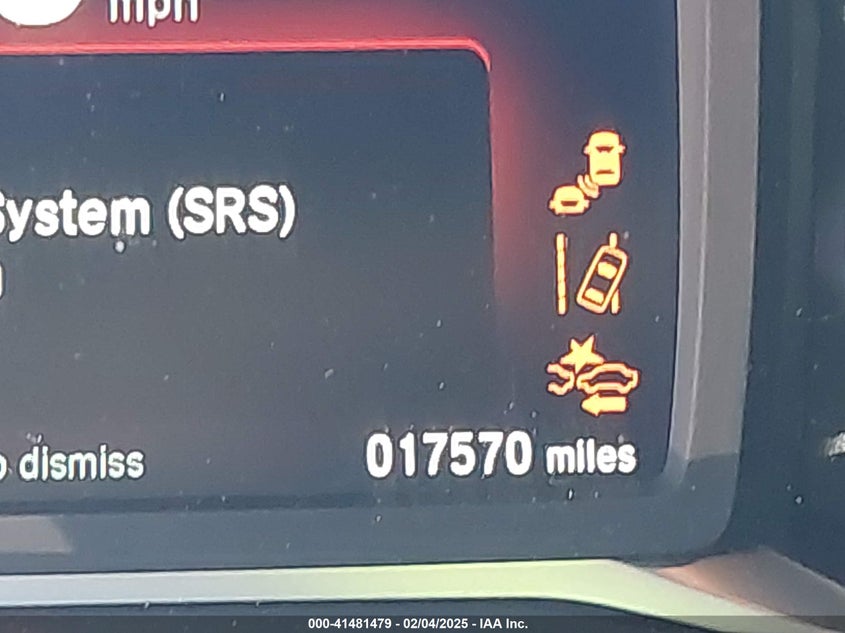 mph
System (SRS)
dismiss
017570 miles
000-41481479 - 02/04/2025 - IAA Inc.